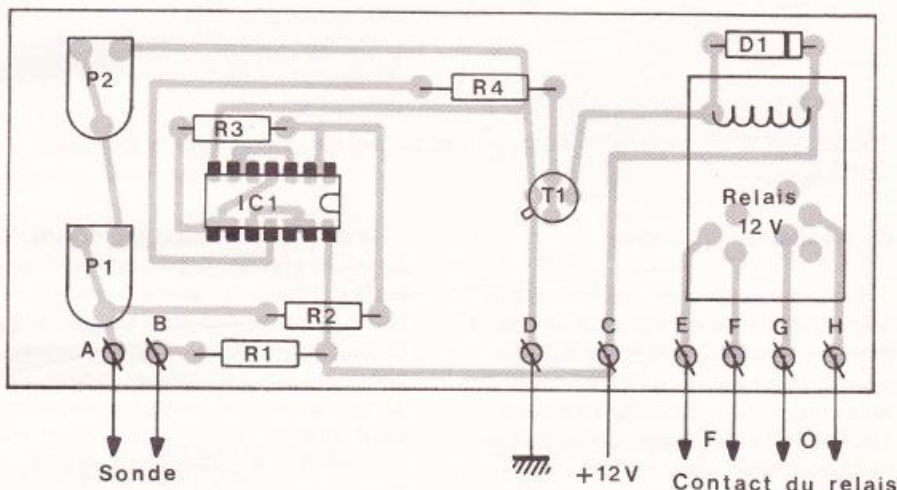 P2
D1
R4
R3
T1
IC1
Relais
12 V
P1
R2
A B R1 D C E F G H
F O
Sonde
+12V
Contact du relais